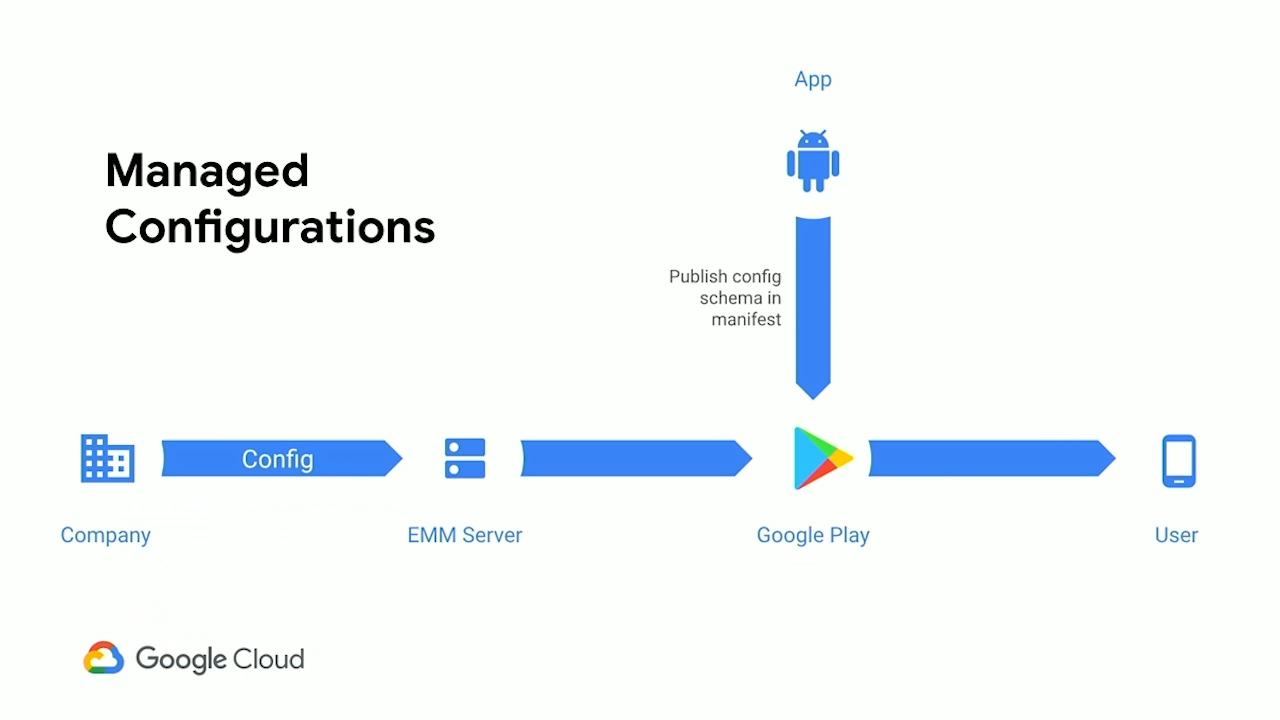 App
Managed
Configurations
Publish config
schema in
manifest
Config
Company
EMM Server
Google Play
User
Google Cloud